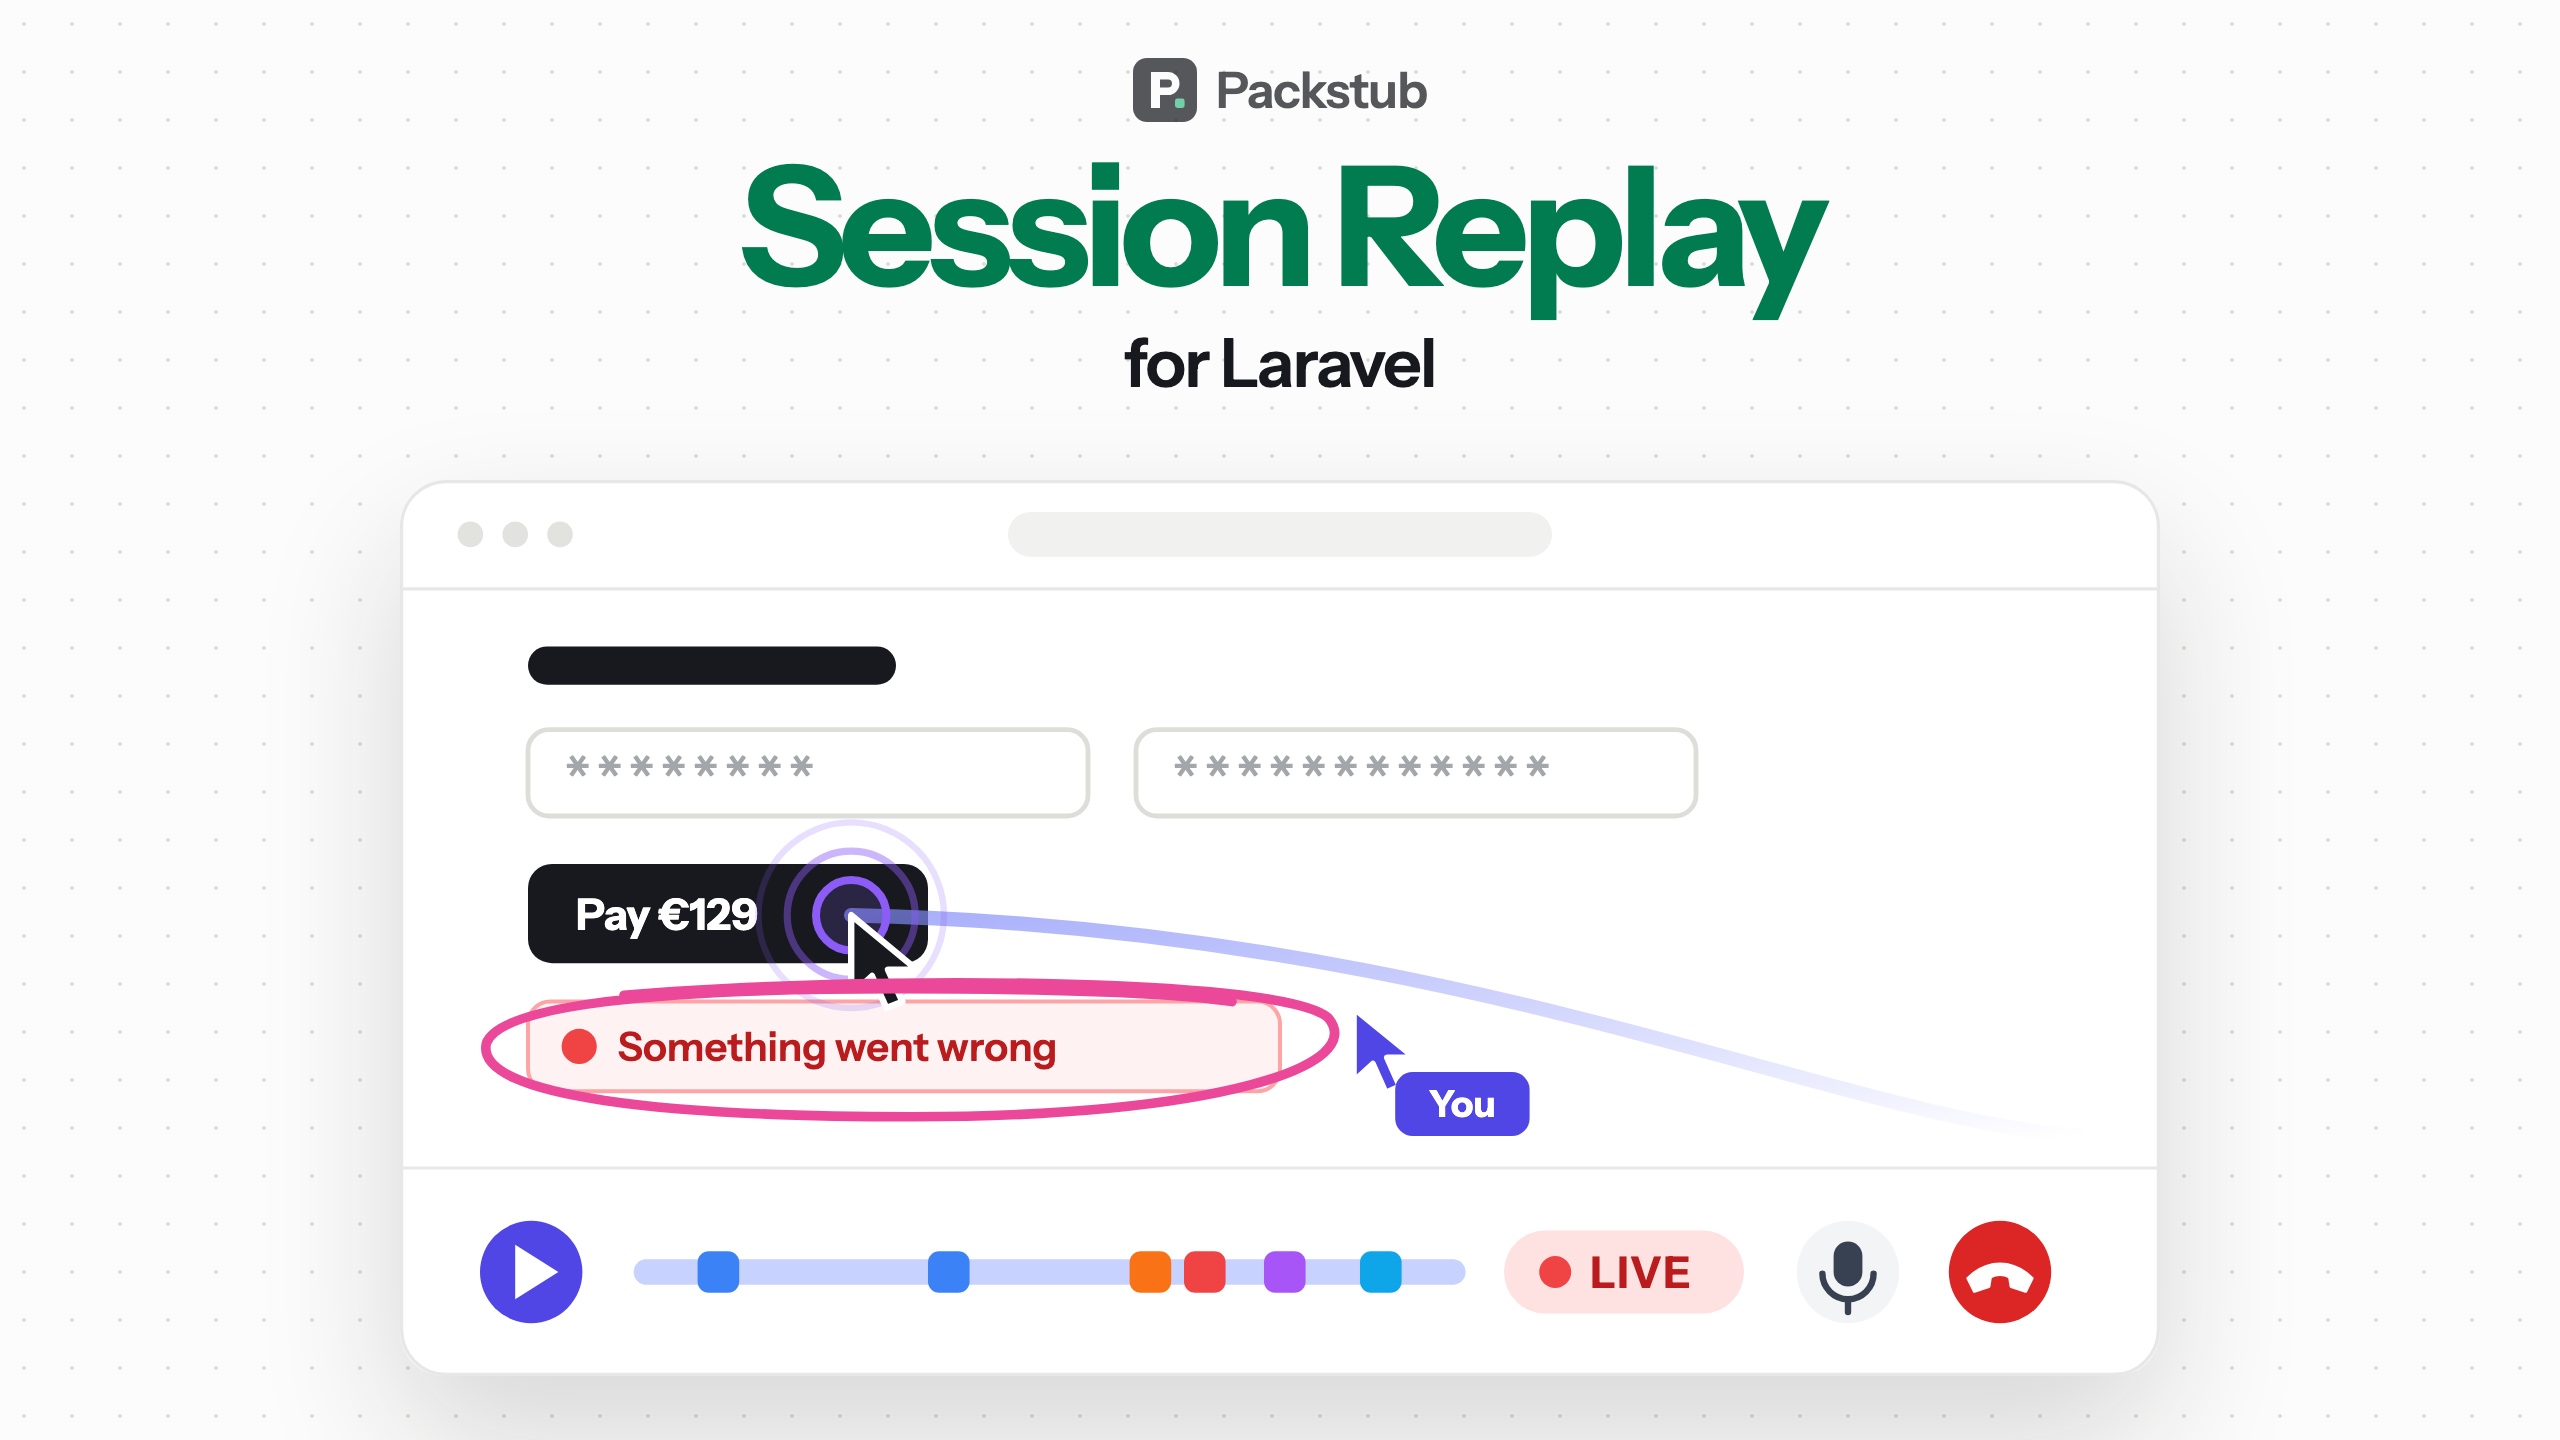 Packstub
Session Replay
for Laravel
******** ************
Pay €129
Something went wrong
You
LIVE